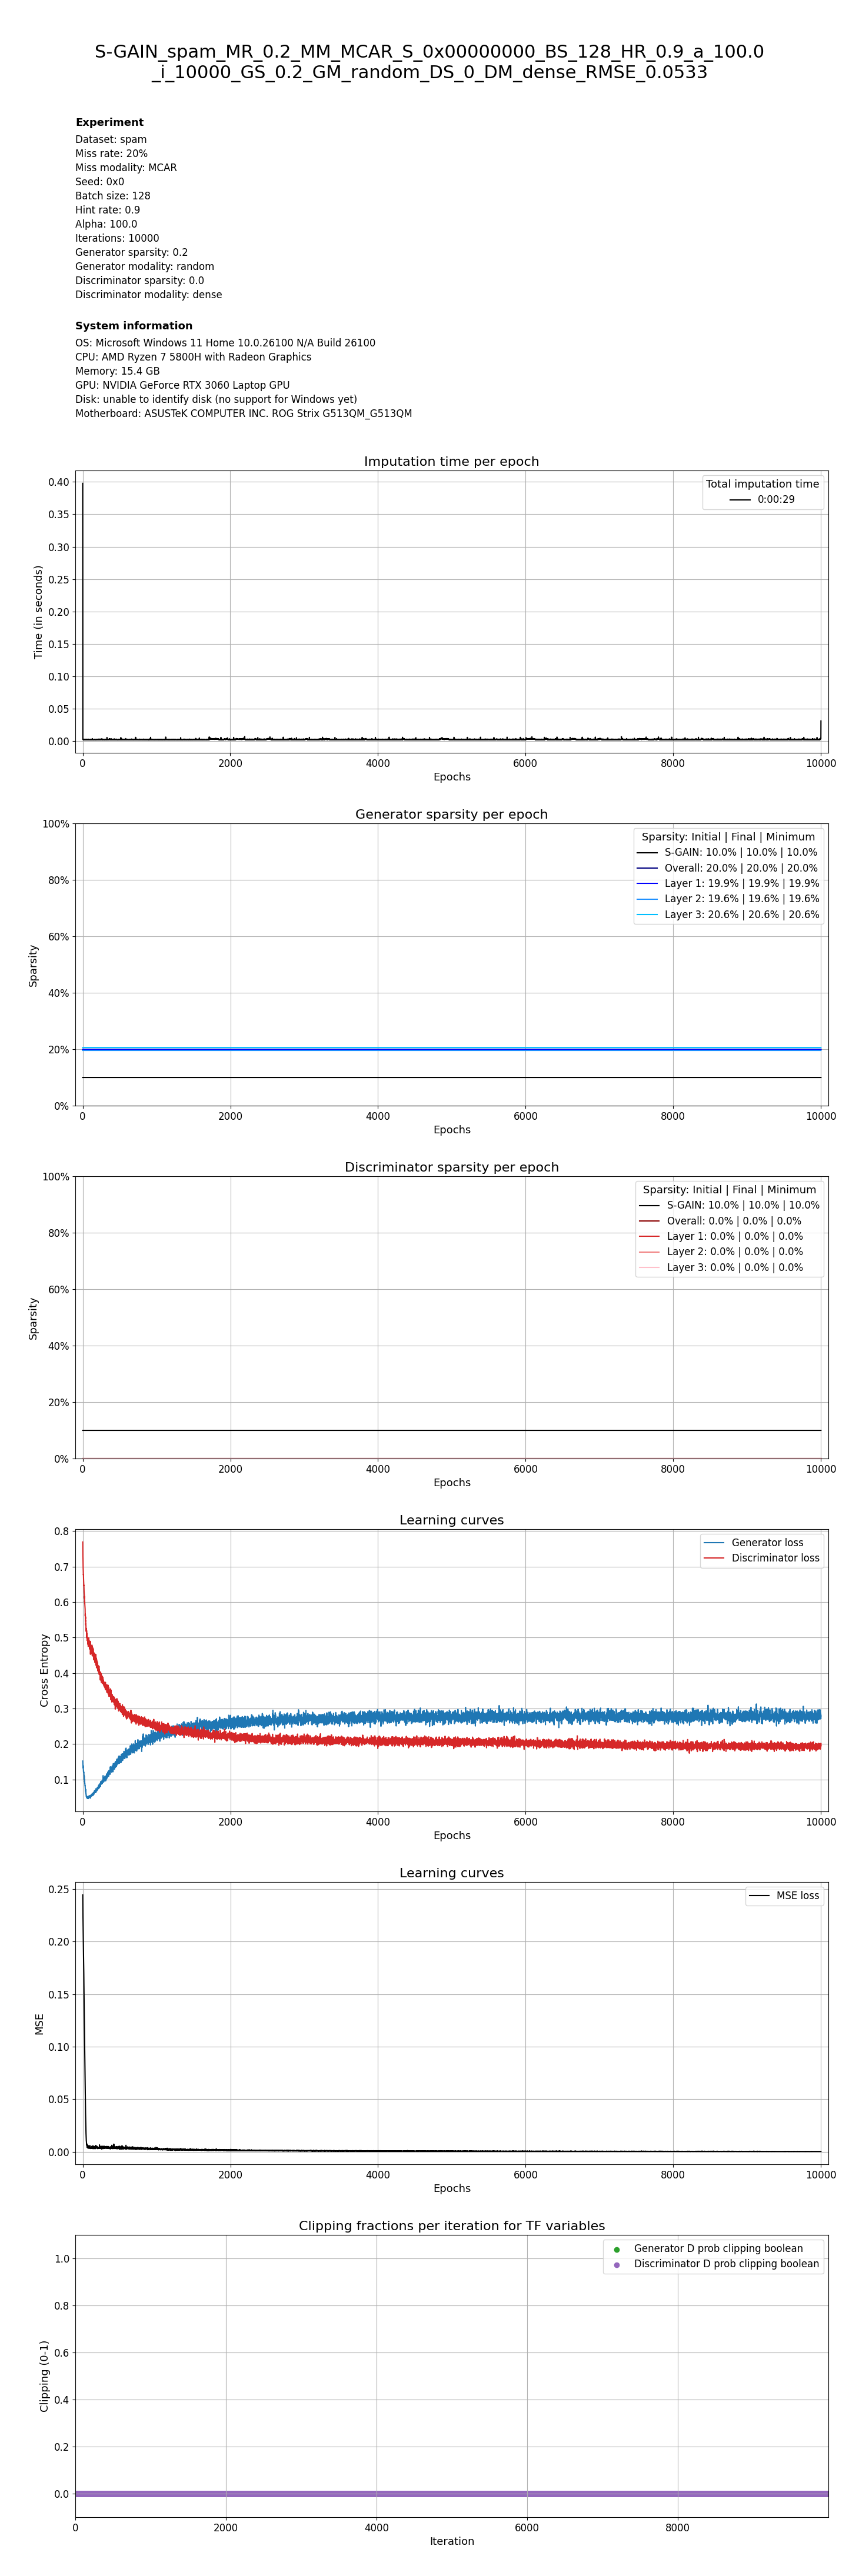 S-GAIN_spam_MR_0.2_MM_MCAR_S_0x00000000_BS_128_HR_0.9_a_100.0
_i_10000_GS_0.2_GM_random_DS_0_DM_dense_RMSE_0.0533
Experiment
Dataset: spam
Miss rate: 20%
Miss modality: MCAR
Seed: 0x0
Batch size: 128
Hint rate: 0.9
Alpha: 100.0
Iterations: 10000
Generator sparsity: 0.2
Generator modality: random
Discriminator sparsity: 0.0
Discriminator modality: dense
System information
OS: Microsoft Windows 11 Home 10.0.26100 N/A Build 26100
CPU: AMD Ryzen 7 5800H with Radeon Graphics
Memory: 15.4 GB
GPU: NVIDIA GeForce RTX 3060 Laptop GPU
Disk: unable to identify disk (no support for Windows yet)
Motherboard: ASUSTeK COMPUTER INC. ROG Strix G513QM_G513QM
Imputation time per epoch
Total imputation time
0:00:29
0.40
0.35
0.30
0.25
0.20
0.15
0.10
0.05
0.00
Time (in seconds)
0 2000 4000 6000 8000 10000
Epochs
Generator sparsity per epoch
Sparsity: Initial | Final | Minimum
S-GAIN: 10.0% | 10.0% | 10.0%
Overall: 20.0% | 20.0% | 20.0%
Layer 1: 19.9% | 19.9% | 19.9%
Layer 2: 19.6% | 19.6% | 19.6%
Layer 3: 20.6% | 20.6% | 20.6%
100%
80%
60%
40%
20%
0%
Sparsity
0 2000 4000 6000 8000 10000
Epochs
Discriminator sparsity per epoch
Sparsity: Initial | Final | Minimum
S-GAIN: 10.0% | 10.0% | 10.0%
Overall: 0.0% | 0.0% | 0.0%
Layer 1: 0.0% | 0.0% | 0.0%
Layer 2: 0.0% | 0.0% | 0.0%
Layer 3: 0.0% | 0.0% | 0.0%
100%
80%
60%
40%
20%
0%
Sparsity
0 2000 4000 6000 8000 10000
Epochs
Learning curves
Generator loss
Discriminator loss
0.8
0.7
0.6
0.5
0.4
0.3
0.2
0.1
Cross Entropy
0 2000 4000 6000 8000 10000
Epochs
Learning curves
MSE loss
0.25
0.20
0.15
0.10
0.05
0.00
MSE
0 2000 4000 6000 8000 10000
Epochs
Clipping fractions per iteration for TF variables
Generator D prob clipping boolean
Discriminator D prob clipping boolean
1.0
0.8
0.6
0.4
0.2
0.0
Clipping (0-1)
0 2000 4000 6000 8000
Iteration